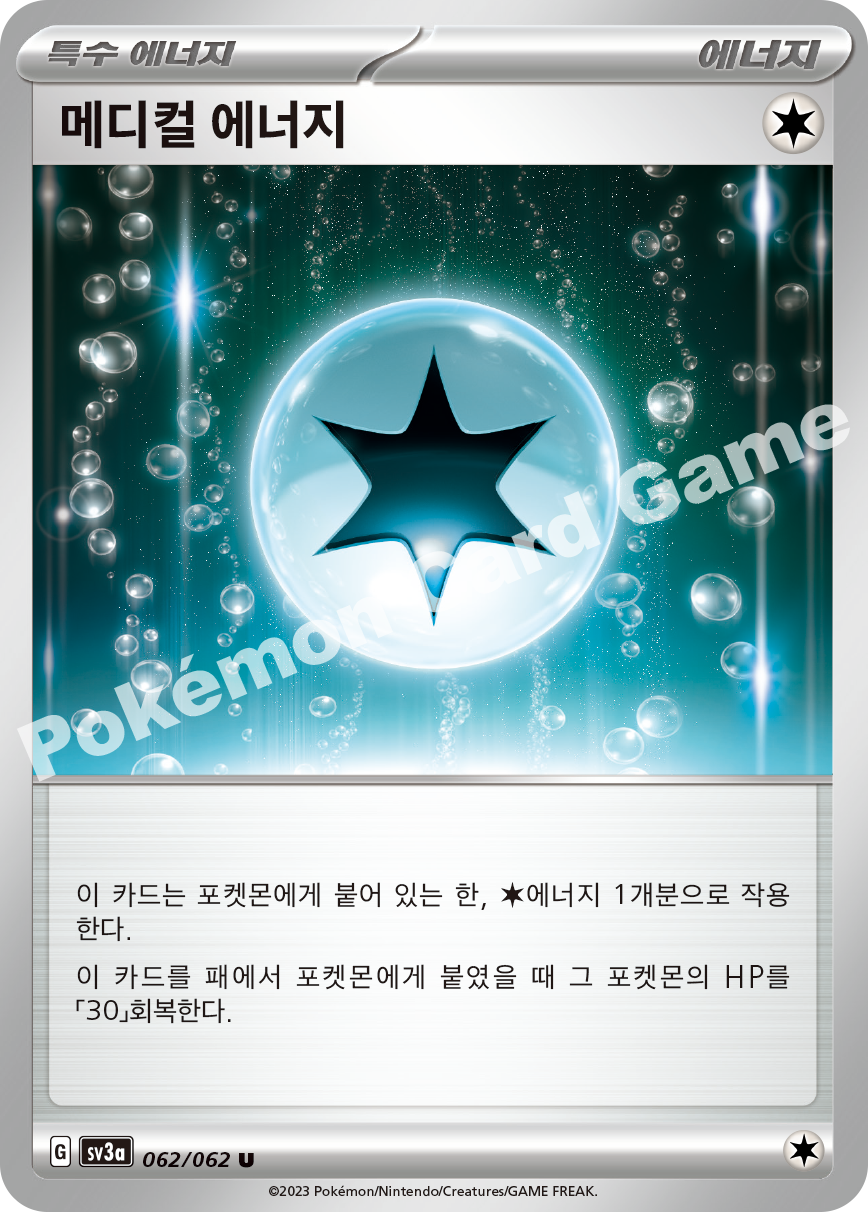 특수 에너지
에너지
메디컬 에너지
Pokémon Card Game
이 카드는 포켓몬에게 붙어 있는 한, ✶에너지 1개분으로 작용
한다.
이 카드를 패에서 포켓몬에게 붙였을 때 그 포켓몬의 HP를
「30」회복한다.
G sv3a 062/062 U
©2023 Pokémon/Nintendo/Creatures/GAME FREAK.